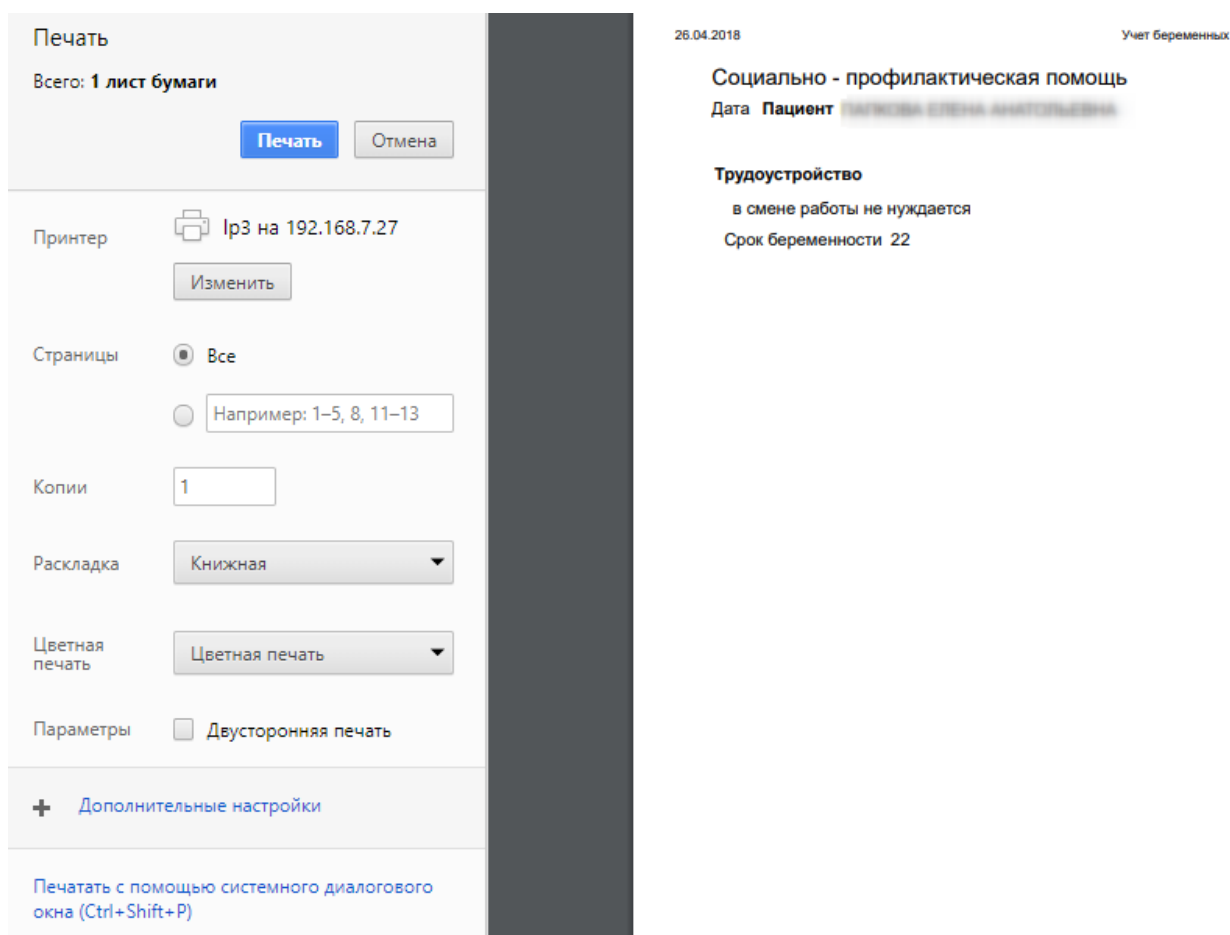 Печать
Всего: 1 лист бумаги
Печать
Отмена
Принтер
lp3 на 192.168.7.27
Изменить
Страницы
Все
Например: 1–5, 8, 11–13
Копии
1
Раскладка
Книжная
Цветная
печать
Цветная печать
Параметры
Двусторонняя печать
Дополнительные настройки
Печатать с помощью системного диалогового
окна (Ctrl+Shift+P)
26.04.2018
Учет беременных
Социально - профилактическая помощь
Дата Пациент
Трудоустройство
в смене работы не нуждается
Срок беременности 22